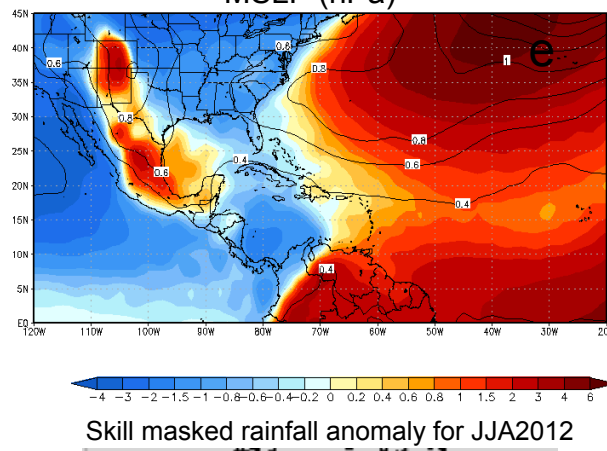 MSLP (hPa)
45N
40N
35N
30N
25N
20N
15N
10N
5N
EQ
120W 110W 100W 90W 80W 70W 60W 50W 40W 30W 20
e
0.6
0.6
0.8
1
0.8
0.8
0.6
0.6
0.4
0.4
0.4
-4 -3 -2 -1.5 -1 -0.8 -0.6 -0.4 -0.2 0 0.2 0.4 0.6 0.8 1 1.5 2 3 4 6
Skill masked rainfall anomaly for JJA2012